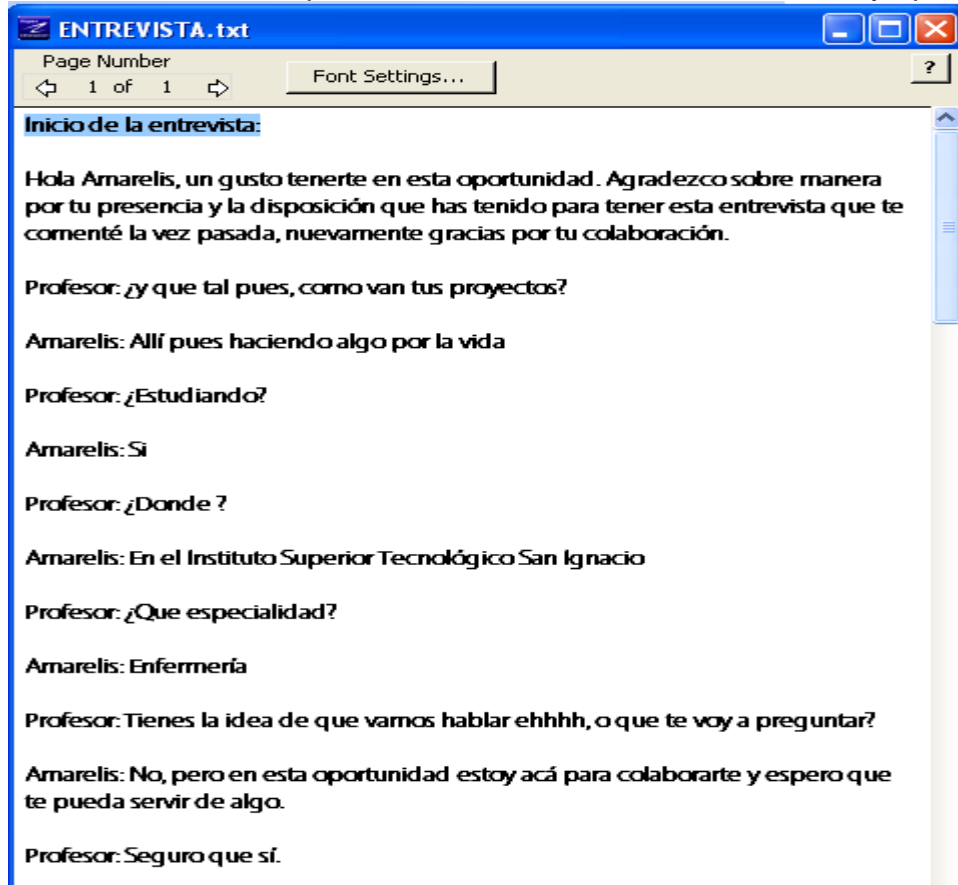 ENTREVISTA.txt
Page Number
1 of 1
Font Settings...
?
Inicio de la entrevista:
Hola Amarelis, un gusto tenerte en esta oportunidad. Agradezco sobre manera
por tu presencia y la disposición que has tenido para tener esta entrevista que te
comenté la vez pasada, nuevamente gracias por tu colaboración.
Profesor: ¿y que tal pues, como van tus proyectos?
Amarelis: Allí pues haciendo algo por la vida
Profesor: ¿Estudiando?
Amarelis: Si
Profesor: ¿Donde ?
Amarelis: En el Instituto Superior Tecnológico San Ignacio
Profesor: ¿Que especialidad?
Amarelis: Enfermería
Profesor: Tienes la idea de que vamos hablar ehhhh, o que te voy a preguntar?
Amarelis: No, pero en esta oportunidad estoy acá para colaborarte y espero que
te pueda servir de algo.
Profesor: Seguro que sí.